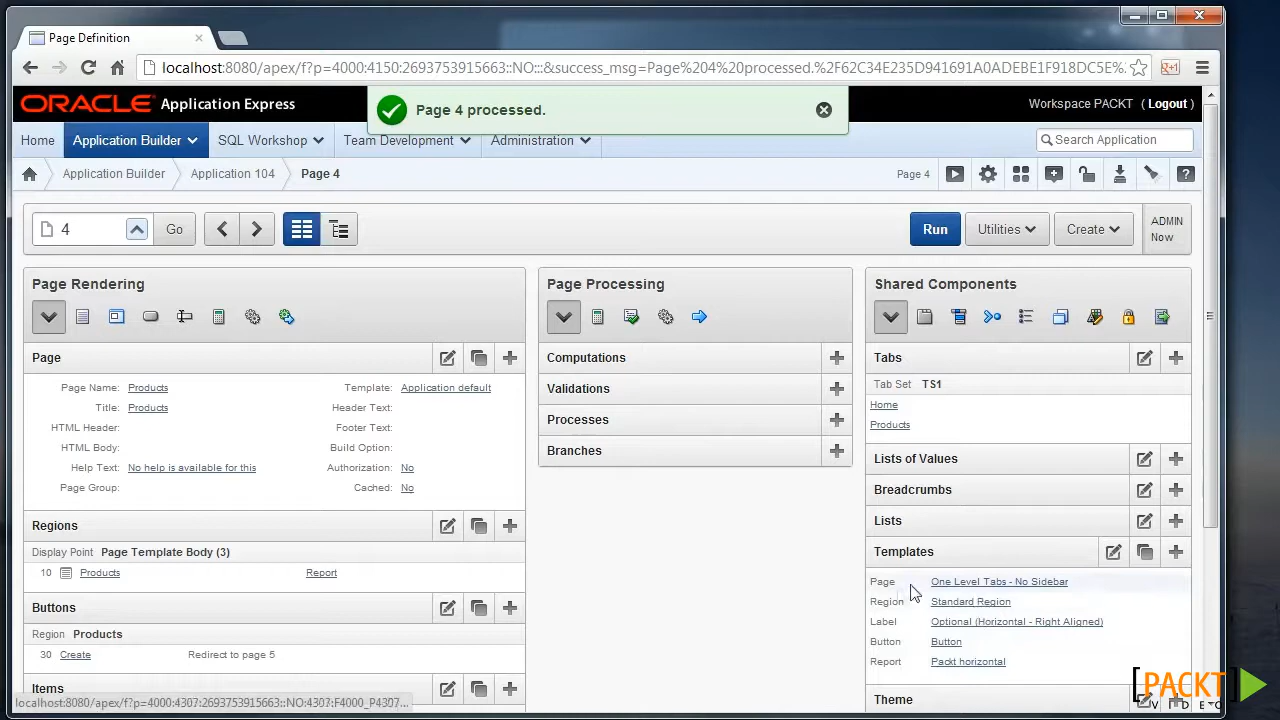 Page Definition
localhost:8080/apex/f?p=4000:4150:2693753915663::NO:::&success_msg=Page%204%20processed.%2F62C34E235D941691A0ADEBE1F918DC5E%
ORACLE Application Express
Page 4 processed.
Workspace PACKT ( Logout )
Home
Application Builder
SQL Workshop
Team Development
Administration
Search Application
Application Builder
Application 104
Page 4
Page 4
4
Go
Run
Utilities
Create
ADMIN
Now
Page Rendering
Page
Page Name: Products
Template: Application default
Title: Products
Header Text:
HTML Header:
Footer Text:
HTML Body:
Build Option:
Help Text: No help is available for this
Authorization: No
Page Group:
Cached: No
Regions
Display Point Page Template Body (3)
10 Products Report
Buttons
Region Products
30 Create Redirect to page 5
Items
Page Processing
Computations
Validations
Processes
Branches
Shared Components
Tabs
Tab Set TS1
Home
Products
Lists of Values
Breadcrumbs
Lists
Templates
Page One Level Tabs - No Sidebar
Region Standard Region
Label Optional (Horizontal - Right Aligned)
Button Button
Report Packt horizontal
Theme
localhost:8080/apex/f?p=4000:4307:2693753915663::NO:4307:F4000_P4307...
[PACKT]
VIDEO